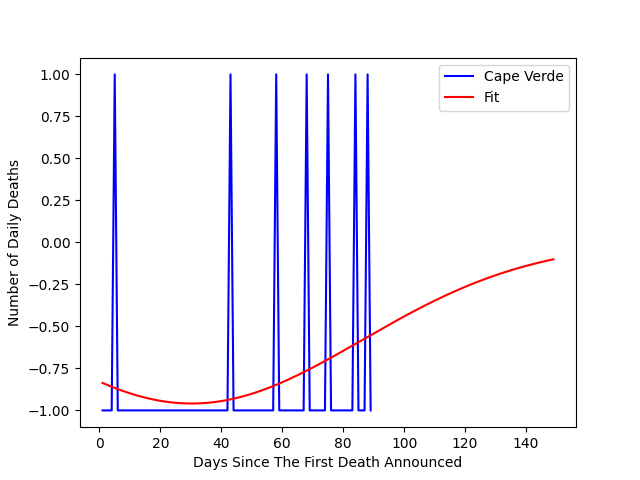 Cape Verde
Fit
1.00
0.75
0.50
0.25
0.00
−0.25
−0.50
−0.75
−1.00
Number of Daily Deaths
0 20 40 60 80 100 120 140
Days Since The First Death Announced